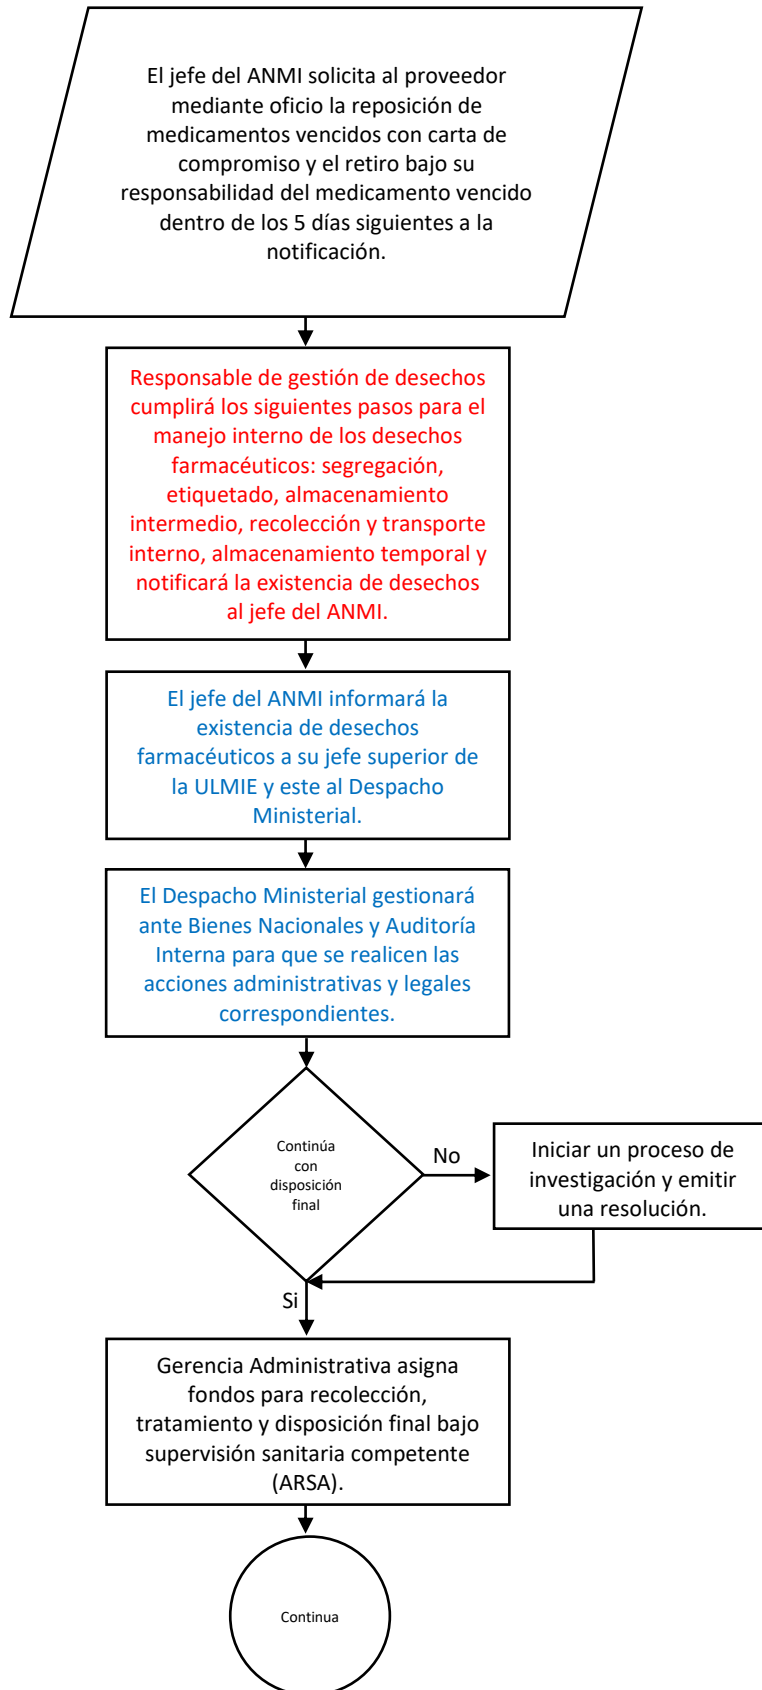 El jefe del ANMI solicita al proveedor
mediante oficio la reposición de
medicamentos vencidos con carta de
compromiso y el retiro bajo su
responsabilidad del medicamento vencido
dentro de los 5 días siguientes a la
notificación.
Responsable de gestión de desechos
cumplirá los siguientes pasos para el
manejo interno de los desechos
farmacéuticos: segregación,
etiquetado, almacenamiento
intermedio, recolección y transporte
interno, almacenamiento temporal y
notificará la existencia de desechos
al jefe del ANMI.
El jefe del ANMI informará la
existencia de desechos
farmacéuticos a su jefe superior de
la ULMIE y este al Despacho
Ministerial.
El Despacho Ministerial gestionará
ante Bienes Nacionales y Auditoría
Interna para que se realicen las
acciones administrativas y legales
correspondientes.
Continúa
con
disposición
final
No
Iniciar un proceso de
investigación y emitir
una resolución.
Si
Gerencia Administrativa asigna
fondos para recolección,
tratamiento y disposición final bajo
supervisión sanitaria competente
(ARSA).
Continua